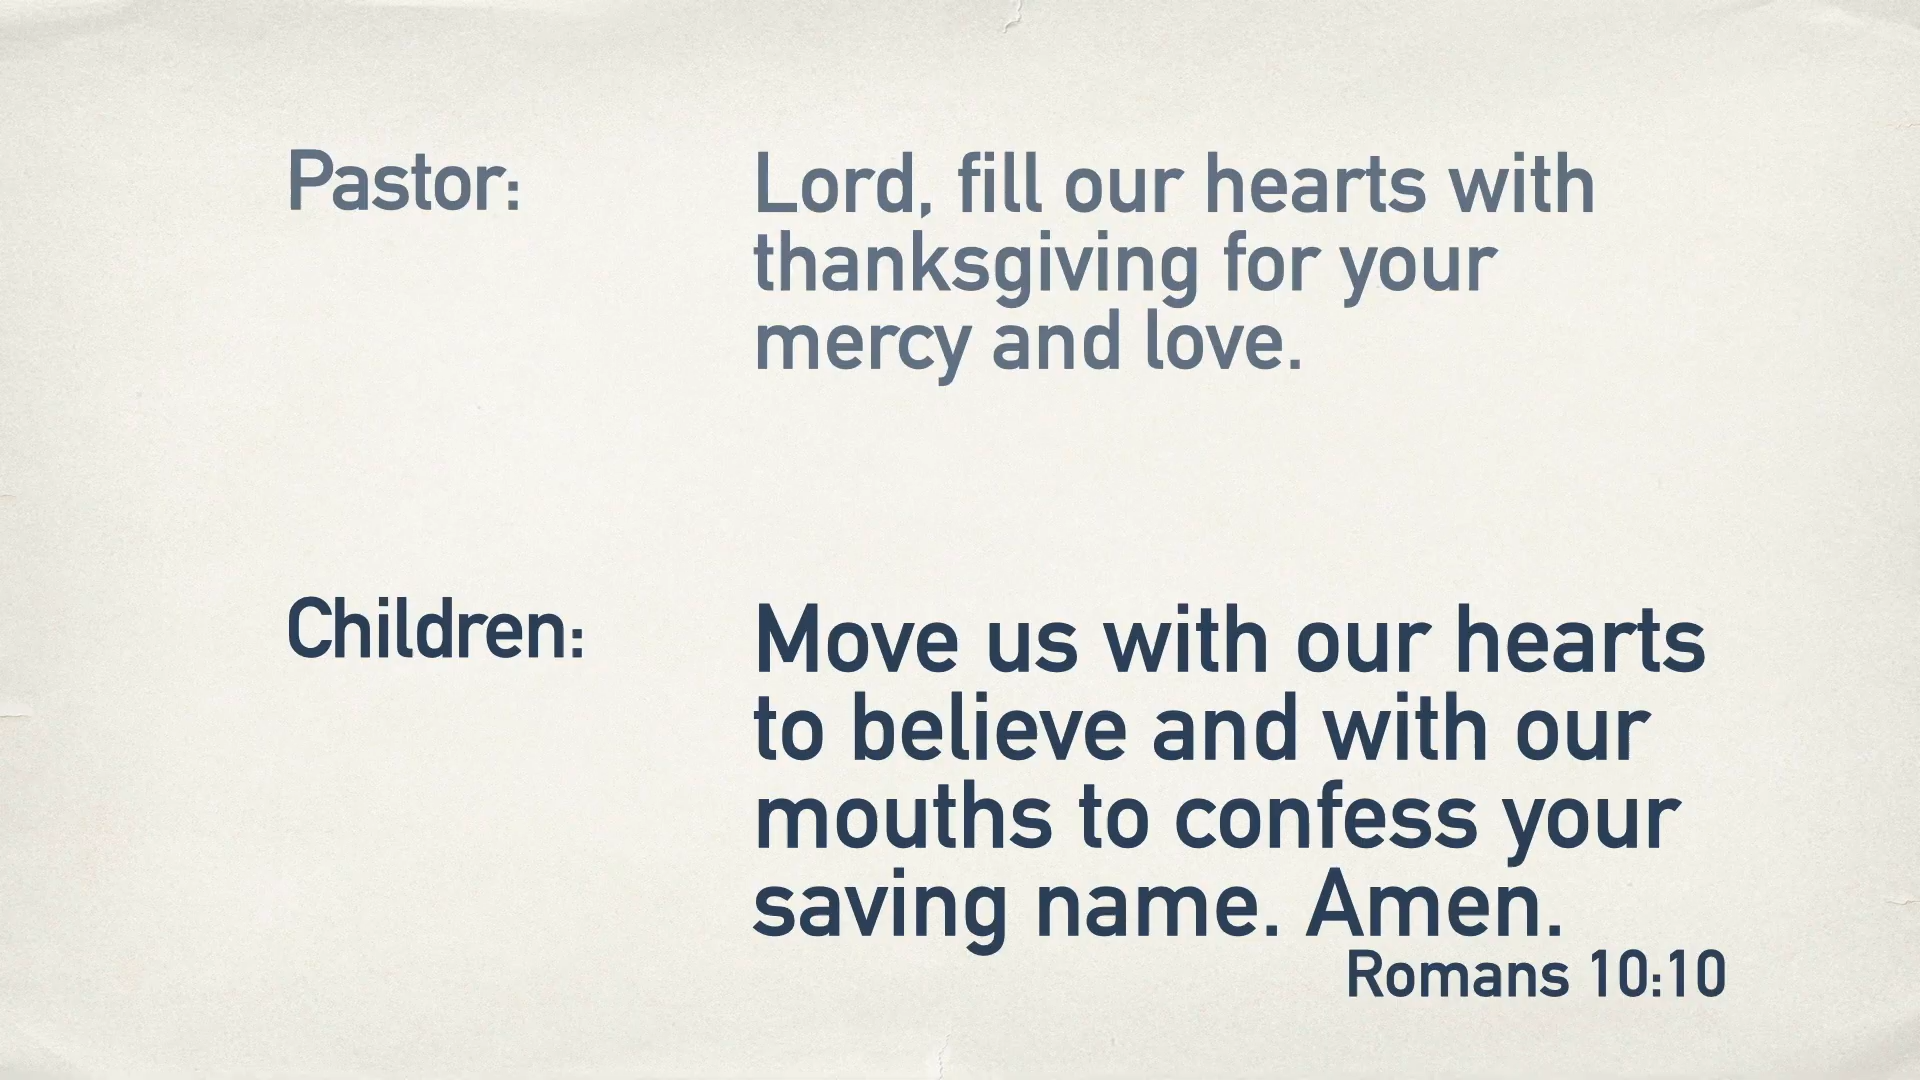 Pastor: Lord, fill our hearts with
thanksgiving for your
mercy and love.
Children: Move us with our hearts
to believe and with our
mouths to confess your
saving name. Amen.
Romans 10:10